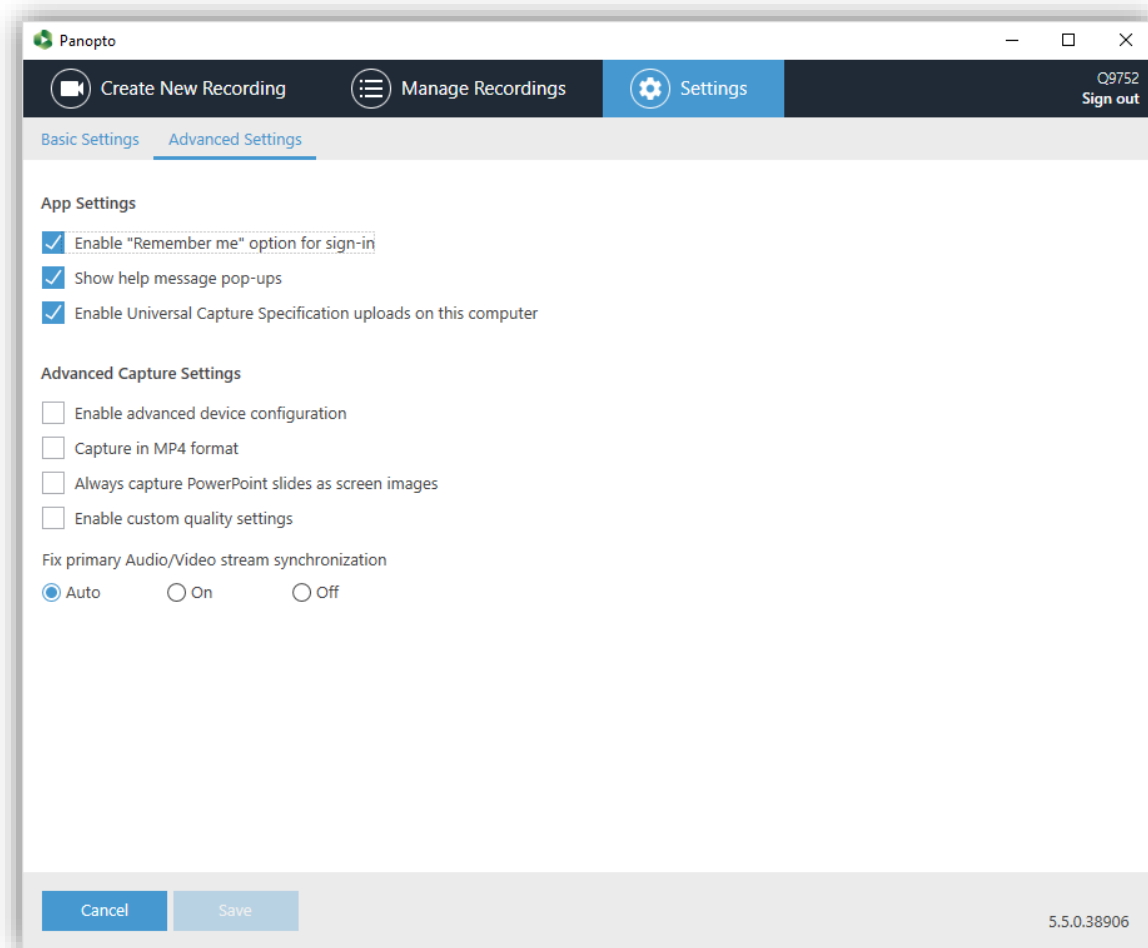 Panopto
Create New Recording
Manage Recordings
Settings
Q9752
Sign out
Basic Settings
Advanced Settings
App Settings
Enable "Remember me" option for sign-in
Show help message pop-ups
Enable Universal Capture Specification uploads on this computer
Advanced Capture Settings
Enable advanced device configuration
Capture in MP4 format
Always capture PowerPoint slides as screen images
Enable custom quality settings
Fix primary Audio/Video stream synchronization
Auto
On
Off
Cancel
Save
5.5.0.38906